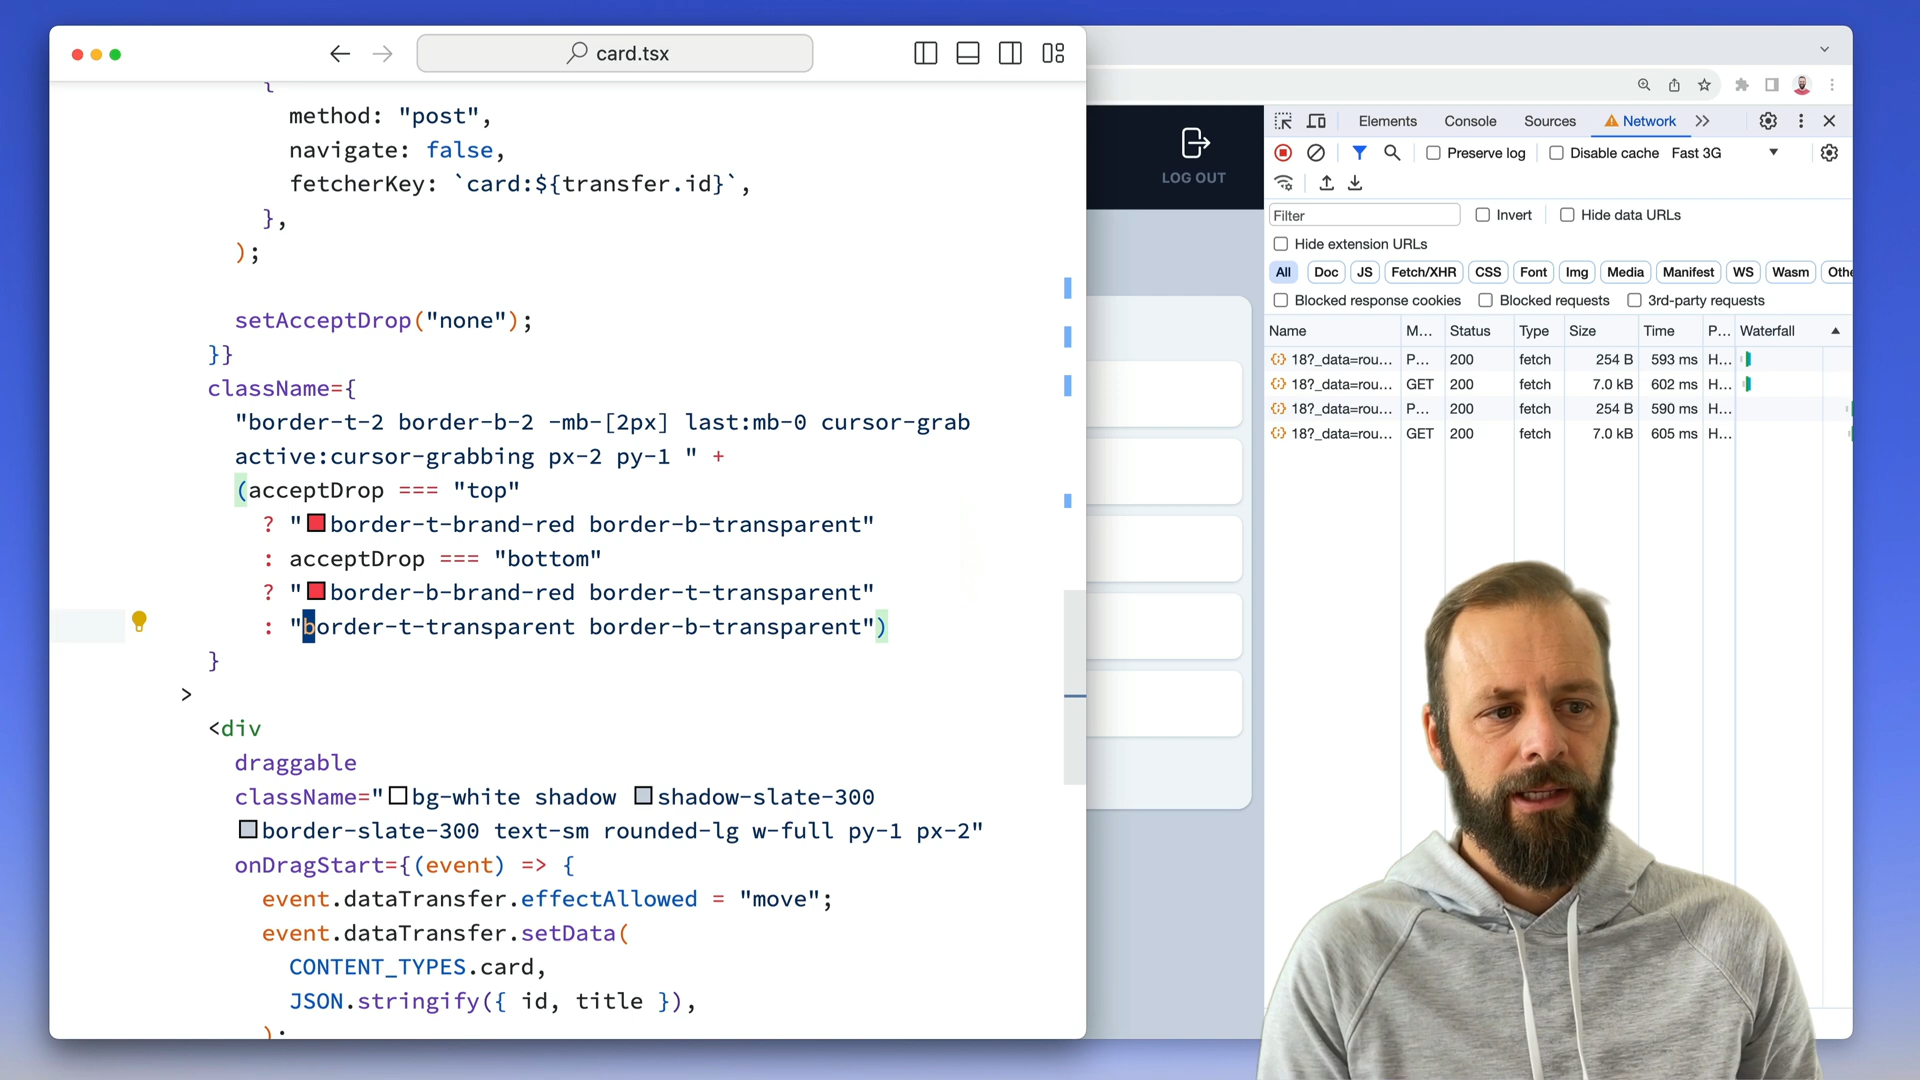 card.tsx
{
method: "post",
navigate: false,
fetcherKey: `card:${transfer.id}`,
},
);
setAcceptDrop("none");
}}
className={
"border-t-2 border-b-2 -mb-[2px] last:mb-0 cursor-grab
active:cursor-grabbing px-2 py-1 " +
(acceptDrop === "top"
? "border-t-brand-red border-b-transparent"
: acceptDrop === "bottom"
? "border-b-brand-red border-t-transparent"
: "border-t-transparent border-b-transparent")
}
>
<div
draggable
className="bg-white shadow shadow-slate-300
border-slate-300 text-sm rounded-lg w-full py-1 px-2"
onDragStart={(event) => {
event.dataTransfer.effectAllowed = "move";
event.dataTransfer.setData(
CONTENT_TYPES.card,
JSON.stringify({ id, title }),
);
LOG OUT
Elements Console Sources Network
Preserve log Disable cache Fast 3G
Filter Invert Hide data URLs
Hide extension URLs
All Doc JS Fetch/XHR CSS Font Img Media Manifest WS Wasm Othe
Blocked response cookies Blocked requests 3rd-party requests
Name M... Status Type Size Time P... Waterfall
18?_data=rou... P... 200 fetch 254 B 593 ms H...
18?_data=rou... GET 200 fetch 7.0 kB 602 ms H...
18?_data=rou... P... 200 fetch 254 B 590 ms H...
18?_data=rou... GET 200 fetch 7.0 kB 605 ms H...